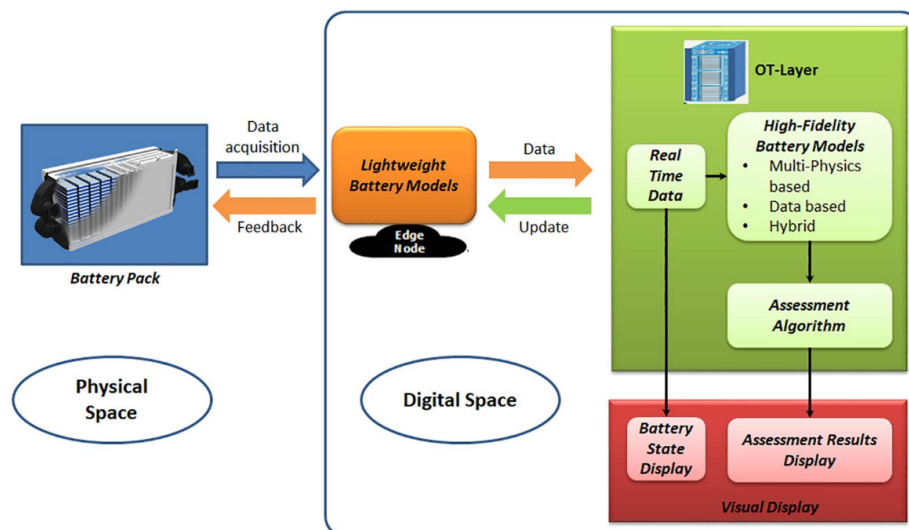 OT-Layer
Data
acquisition
Feedback
Battery Pack
Lightweight
Battery Models
Edge
Node
Data
Update
Real
Time
Data
High-Fidelity
Battery Models
• Multi-Physics
based
• Data based
• Hybrid
Assessment
Algorithm
Physical
Space
Digital Space
Battery
State
Display
Assessment Results
Display
Visual Display